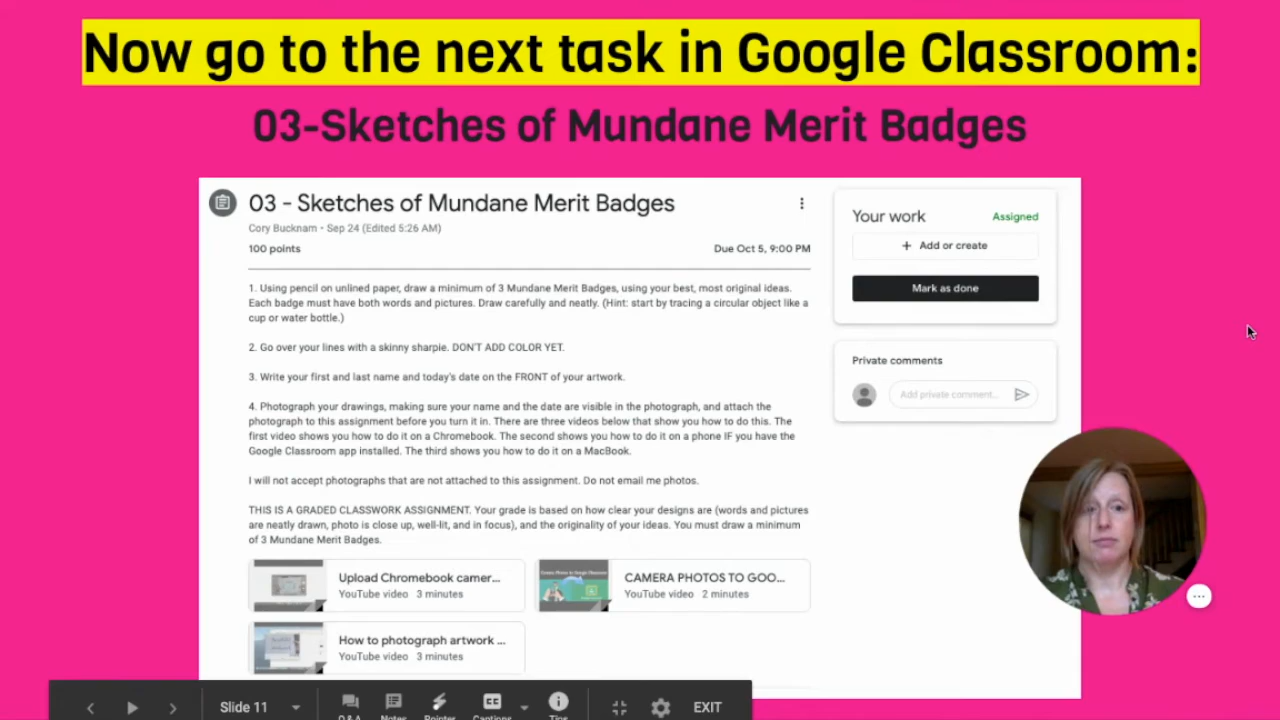 Now go to the next task in Google Classroom:
03-Sketches of Mundane Merit Badges
03 - Sketches of Mundane Merit Badges
Cory Bucknam • Sep 24 (Edited 5:26 AM)
100 points
Due Oct 5, 9:00 PM
1. Using pencil on unlined paper, draw a minimum of 3 Mundane Merit Badges, using your best, most original ideas.
Each badge must have both words and pictures. Draw carefully and neatly. (Hint: start by tracing a circular object like a
cup or water bottle.)
2. Go over your lines with a skinny sharpie. DON'T ADD COLOR YET.
3. Write your first and last name and today's date on the FRONT of your artwork.
4. Photograph your drawings, making sure your name and the date are visible in the photograph, and attach the
photograph to this assignment before you turn it in. There are three videos below that show you how to do this. The
first video shows you how to do it on a Chromebook. The second shows you how to do it on a phone IF you have the
Google Classroom app installed. The third shows you how to do it on a MacBook.
I will not accept photographs that are not attached to this assignment. Do not email me photos.
THIS IS A GRADED CLASSWORK ASSIGNMENT. Your grade is based on how clear your designs are (words and pictures
are neatly drawn, photo is close up, well-lit, and in focus), and the originality of your ideas. You must draw a minimum
of 3 Mundane Merit Badges.
Upload Chromebook camer...
YouTube video 3 minutes
CAMERA PHOTOS TO GOO...
YouTube video 2 minutes
How to photograph artwork ...
YouTube video 3 minutes
Your work
Assigned
+ Add or create
Mark as done
Private comments
Add private comment...
Slide 11
Q&A
Notes
Pointer
Captions
Tips
EXIT